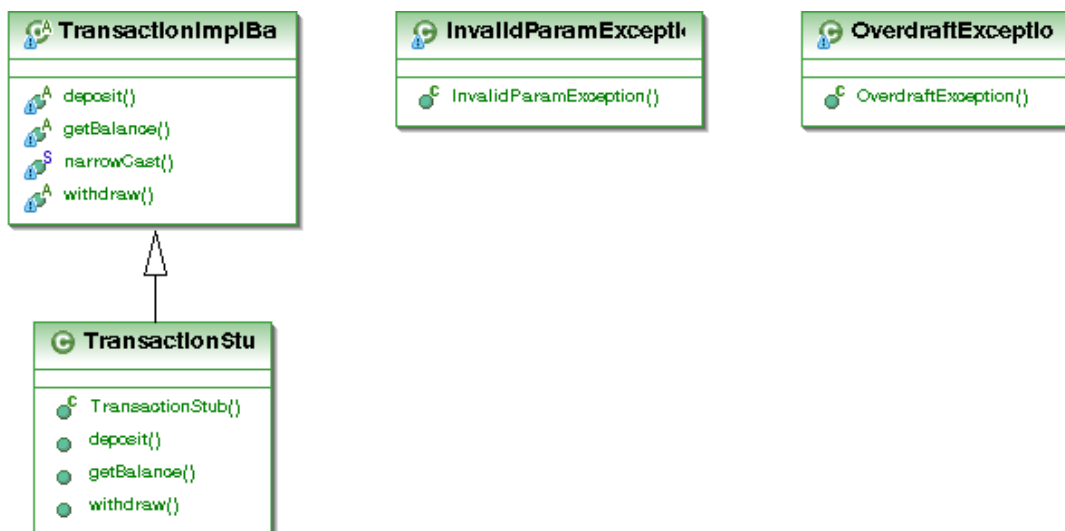 TransactionImplBa
deposit()
getBalance()
narrowCast()
withdraw()
InvalidParamExceptio
InvalidParamException()
OverdraftExceptio
OverdraftException()
TransactionStu
TransactionStub()
deposit()
getBalance()
withdraw()